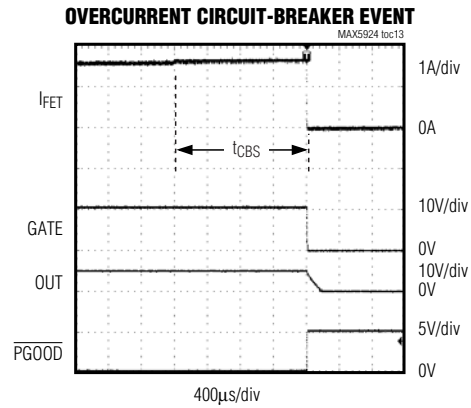 OVERCURRENT CIRCUIT-BREAKER EVENT
MAX5924 toc13
1A/div
IFET
0A
tCBS
10V/div
GATE
0V
10V/div
OUT
0V
5V/div
PGOOD
0V
400μs/div